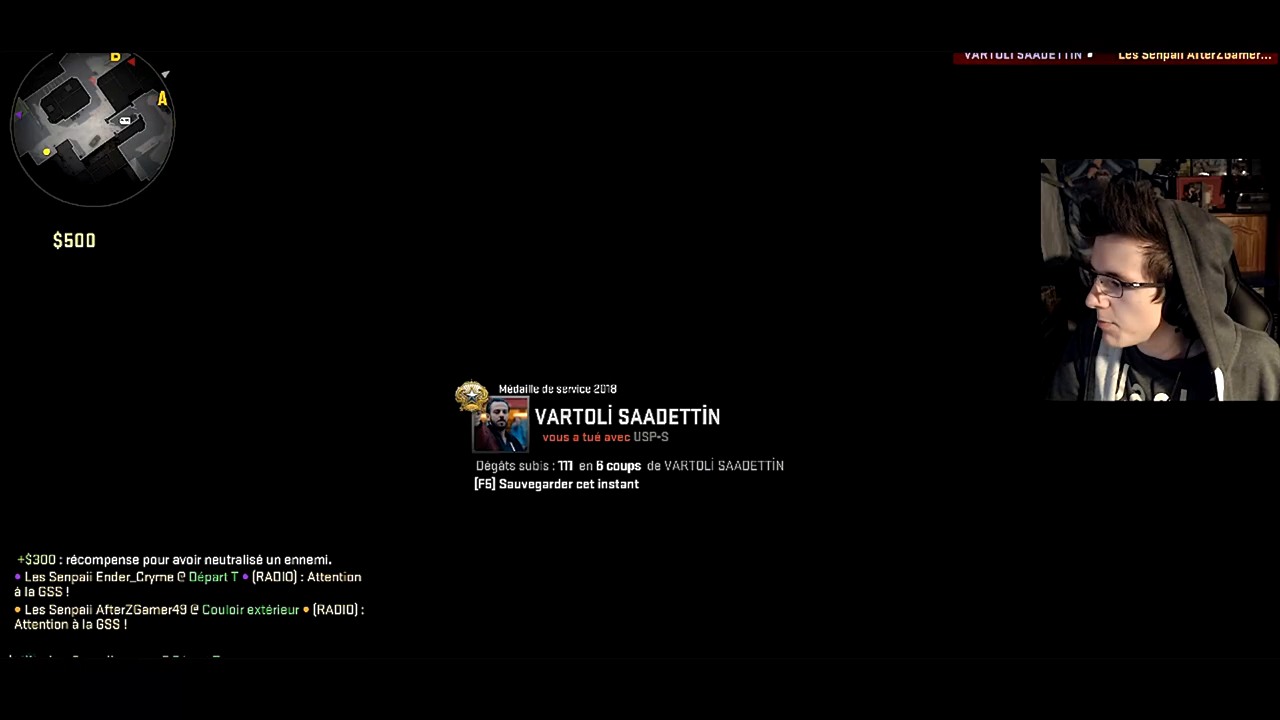 B
VARTOLİ SAADETTİN
Les Senpaii AfterZGamer...
A
$500
Médaille de service 2018
VARTOLİ SAADETTİN
vous a tué avec USP-S
Dégâts subis : 111 en 6 coups de VARTOLİ SAADETTİN
[F5] Sauvegarder cet instant
+$300 : récompense pour avoir neutralisé un ennemi.
• Les Senpaii Ender_Cryme @ Départ T • (RADIO) : Attention
à la GSS !
• Les Senpaii AfterZGamer49 @ Couloir extérieur • (RADIO) :
Attention à la GSS !